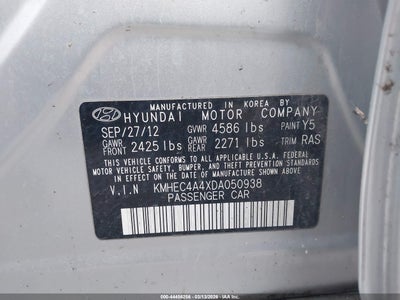 MANUFACTURED IN KOREA BY
HYUNDAI MOTOR COMPANY
SEP/27/12 GVWR 4586 lbs PAINT Y5
GAWR FRONT 2425 lbs GAWR REAR 2271 lbs TRIM RAS
THIS VEHICLE CONFORMS TO ALL APPLICABLE U.S.A. FEDERAL
MOTOR VEHICLE SAFETY, BUMPER, AND THEFT PREVENTION STANDARDS
IN EFFECT ON THE DATE OF MANUFACTURE SHOWN ABOVE.
V.I.N KMHEC4A4XDA050938
PASSENGER CAR